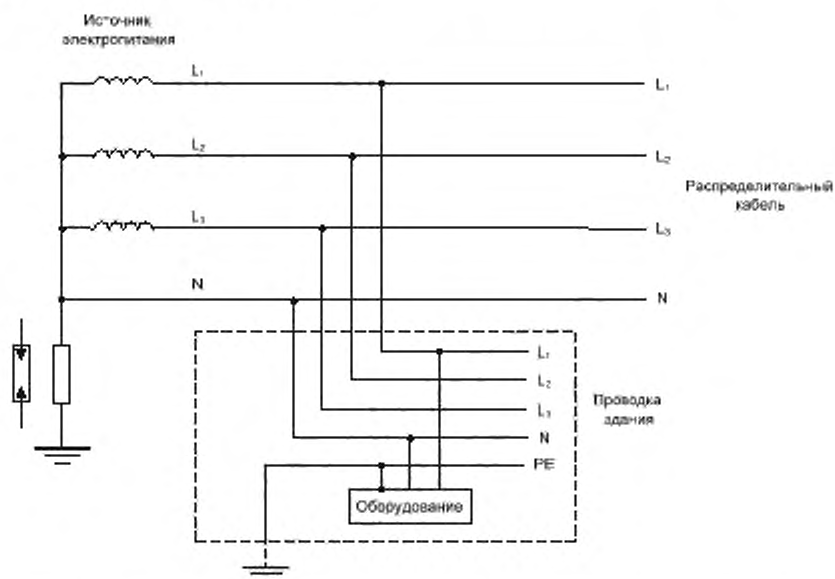 Источник
электропитания
L₁
L₁
L₂
L₂
Распределительный
кабель
L₃
L₃
N
N
L₁
L₂
Проводка
здания
L₃
N
PE
Оборудование